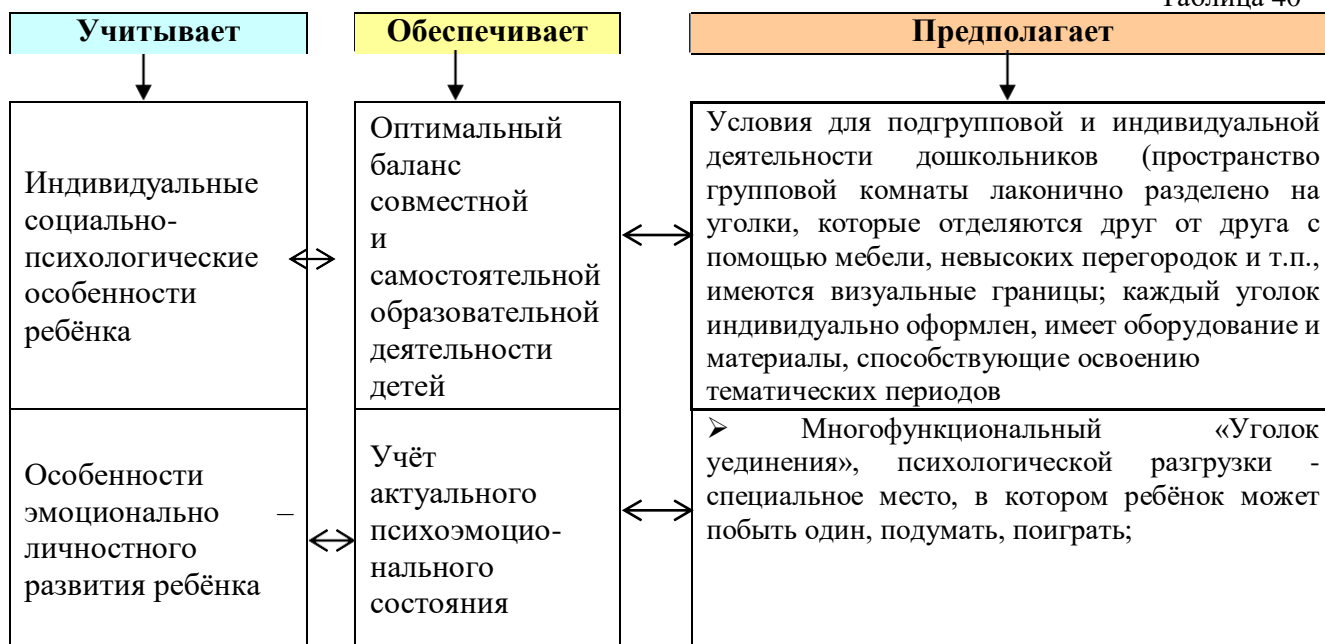 Учитывает
Обеспечивает
Предполагает
Индивидуальные
социально-
психологические
особенности
ребёнка
Оптимальный
баланс
совместной
и
самостоятельной
образовательной
деятельности
детей
Условия для подгрупповой и индивидуальной
деятельности дошкольников (пространство
групповой комнаты лаконично разделено на
уголки, которые отделяются друг от друга с
помощью мебели, невысоких перегородок и т.п.,
имеются визуальные границы; каждый уголок
индивидуально оформлен, имеет оборудование и
материалы, способствующие освоению
тематических периодов
Особенности
эмоционально –
личностного
развития ребёнка
Учёт
актуального
психоэмоцио-
нального
состояния
➢ Многофункциональный «Уголок
уединения», психологической разгрузки -
специальное место, в котором ребёнок может
побыть один, подумать, поиграть;